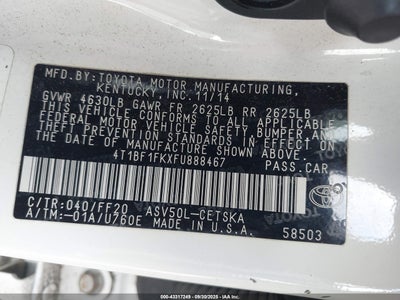 MFD.BY:TOYOTA MOTOR MANUFACTURING,
KENTUCKY, INC. 11/14
GVWR 4630LB GAWR FR 2625LB RR 2625LB
THIS VEHICLE CONFORMS TO ALL APPLICABLE
FEDERAL MOTOR VEHICLE SAFETY, BUMPER, AND
THEFT PREVENTION STANDARDS IN EFFECT ON
THE DATE OF MANUFACTURE SHOWN ABOVE.
4T1BF1FKXFU888467 PASS.CAR
C/TR:040/FF20 ASV50L-CETSKA
A/TM:-01A/U760E MADE IN U.S.A.
TOYOTA
58503
00-43317249 - 09/30/2025 -